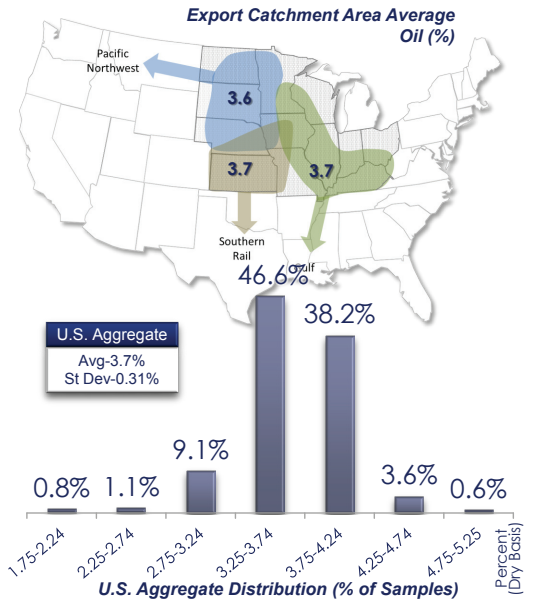 Export Catchment Area Average
Oil (%)
Pacific
Northwest
3.6
3.7
3.7
Southern
Rail
Gulf
46.6%
38.2%
U.S. Aggregate
Avg-3.7%
St Dev-0.31%
9.1%
0.8%
1.1%
3.6%
0.6%
1.75-2.24
2.25-2.74
2.75-3.24
3.25-3.74
3.75-4.24
4.25-4.74
4.75-5.25
Percent
(Dry Basis)
U.S. Aggregate Distribution (% of Samples)